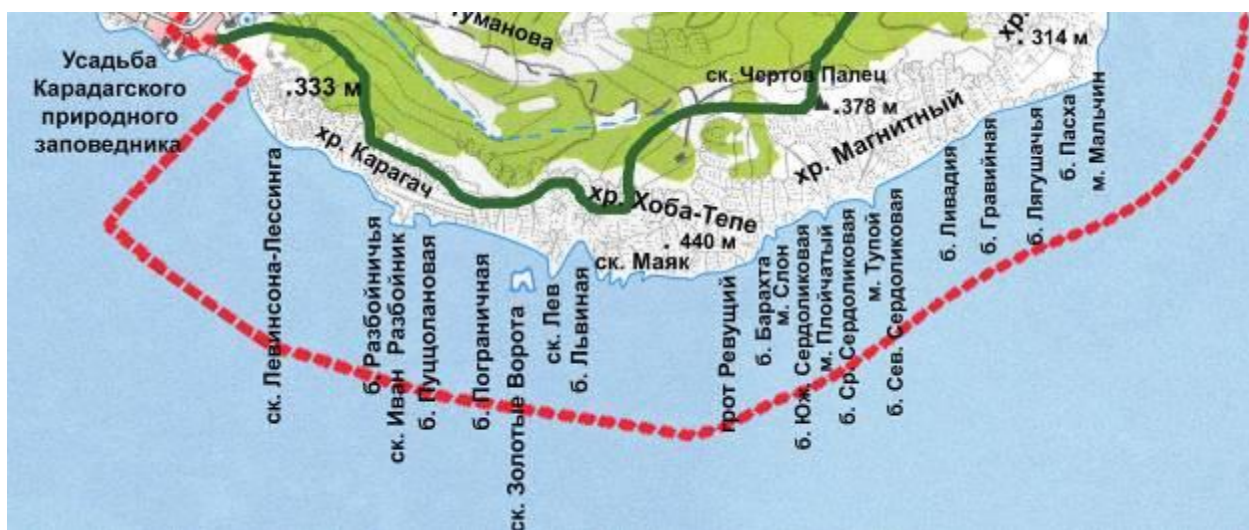 Туманова
хр.
. 314 м
Усадьба
Карадагского
природного
заповедника
.333 м
ск. Чертов Палец
.378 м
хр. Магнитный
хр. Карагач
хр. Хоба-Тепе
. 440 м
ск. Маяк
ск. Левинсона-Лессинга
б. Разбойничья
ск. Иван Разбойник
б. Пуццолановая
б. Пограничная
ск. Золотые Ворота
ск. Лев
б. Львиная
грот Ревущий
б. Барахта
м. Слон
б. Юж. Сердоликовая
м. Плойчатый
б. Ср. Сердоликовая
м. Тупой
б. Сев. Сердоликовая
б. Ливадия
б. Гравийная
б. Лягушачья
б. Пасха
м. Мальчин